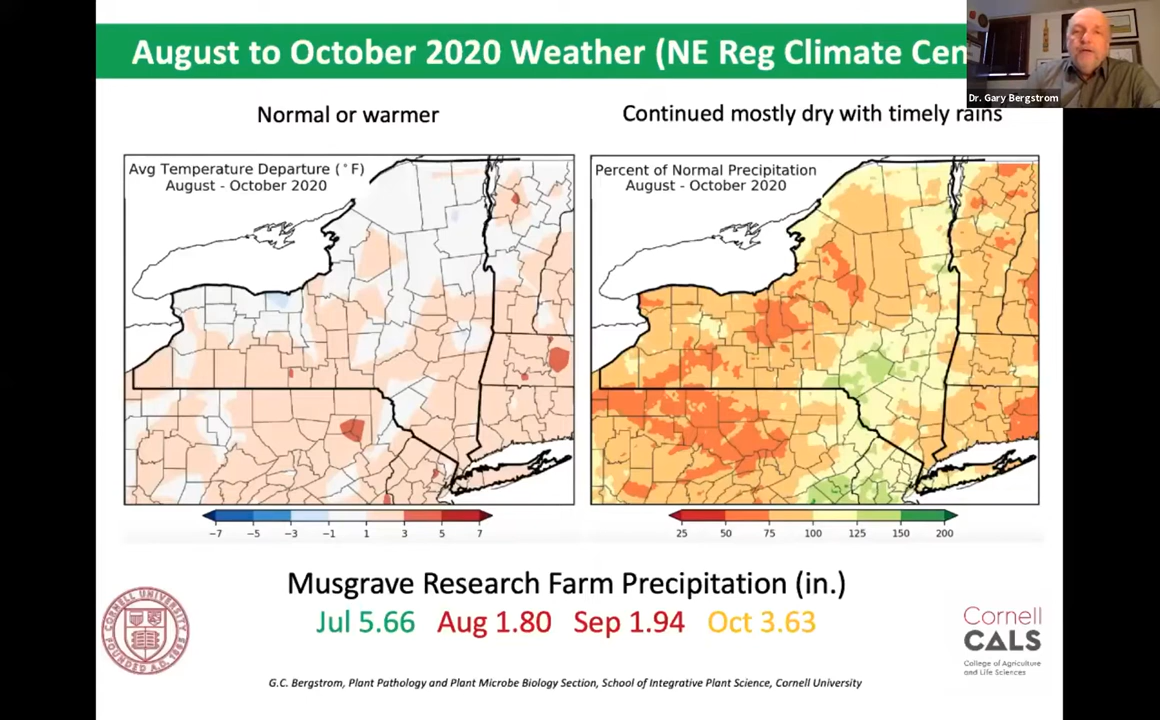 August to October 2020 Weather (NE Reg Climate Cen
Dr. Gary Bergstrom
Normal or warmer
Continued mostly dry with timely rains
Avg Temperature Departure (°F)
August - October 2020
Percent of Normal Precipitation
August - October 2020
-7 -5 -3 -1 1 3 5 7
25 50 75 100 125 150 200
Musgrave Research Farm Precipitation (in.)
Jul 5.66 Aug 1.80 Sep 1.94 Oct 3.63
CORNELL UNIVERSITY
FOUNDED A.D. 1865
Cornell
CALS
College of Agriculture
and Life Sciences
G.C. Bergstrom, Plant Pathology and Plant Microbe Biology Section, School of Integrative Plant Science, Cornell University